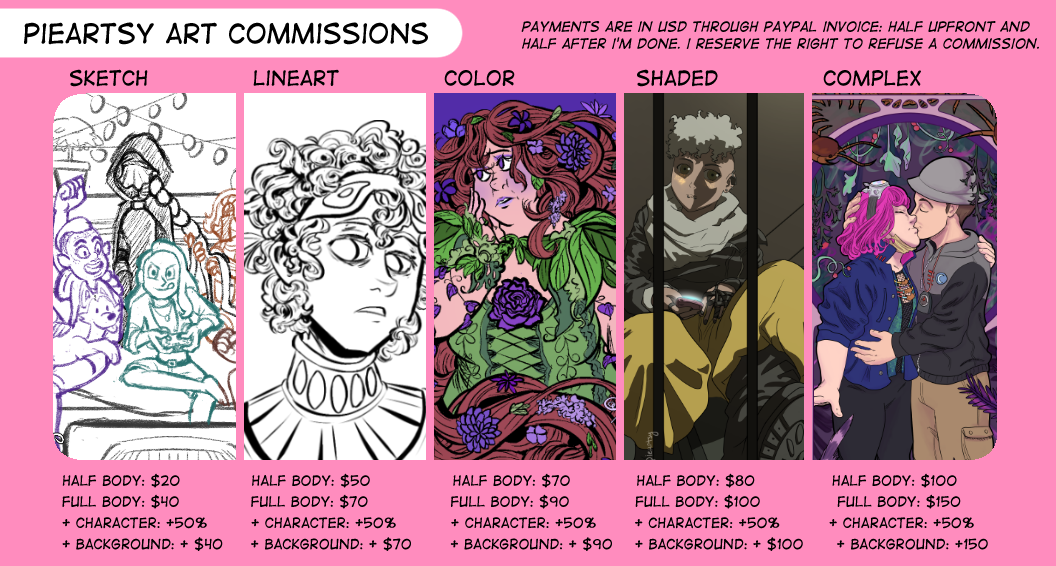 PIEARTSY ART COMMISSIONS
PAYMENTS ARE IN USD THROUGH PAYPAL INVOICE: HALF UPFRONT AND
HALF AFTER I'M DONE. I RESERVE THE RIGHT TO REFUSE A COMMISSION.
SKETCH
LINEART
COLOR
SHADED
COMPLEX
HALF BODY: $20
FULL BODY: $40
+ CHARACTER: +50%
+ BACKGROUND: + $40
HALF BODY: $50
FULL BODY: $70
+ CHARACTER: +50%
+ BACKGROUND: + $70
HALF BODY: $70
FULL BODY: $90
+ CHARACTER: +50%
+ BACKGROUND: + $90
HALF BODY: $80
FULL BODY: $100
+ CHARACTER: +50%
+ BACKGROUND: + $100
HALF BODY: $100
FULL BODY: $150
+ CHARACTER: +50%
+ BACKGROUND: +150